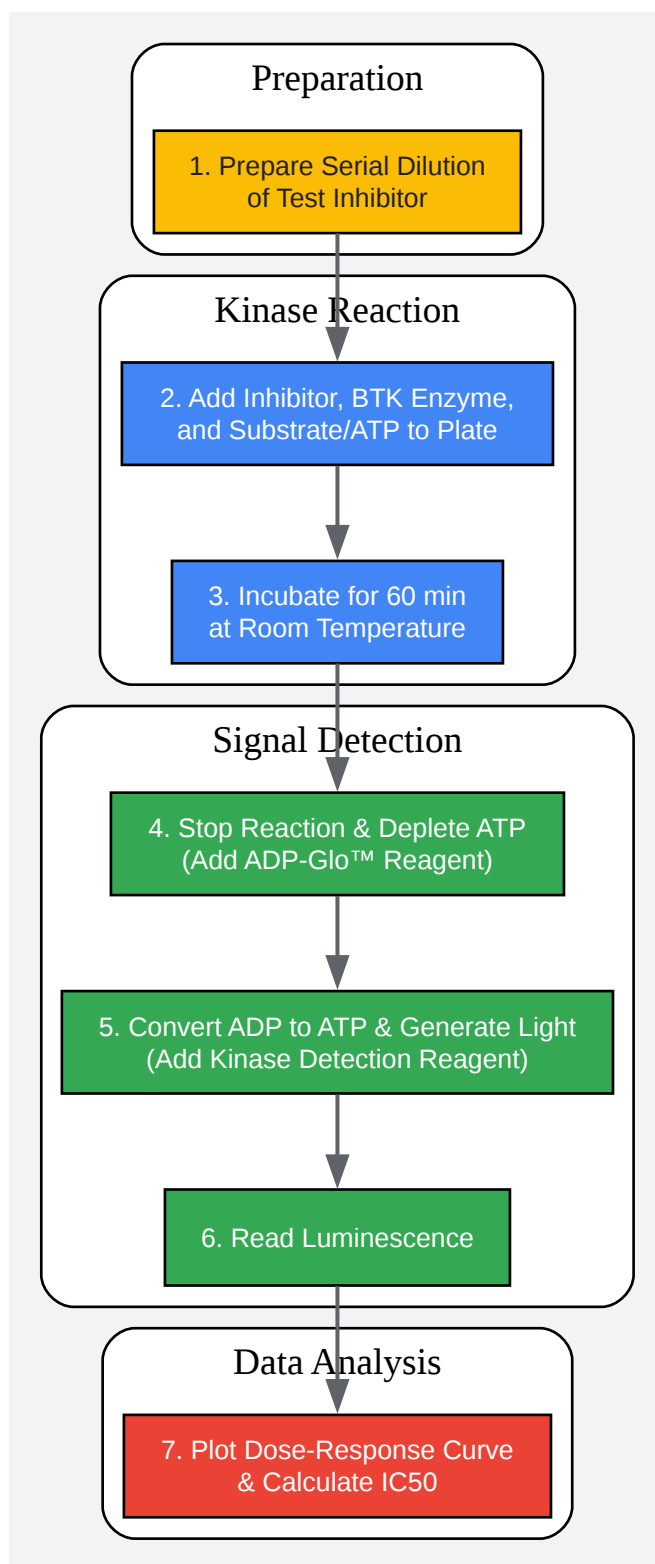 Preparation
1. Prepare Serial Dilution
of Test Inhibitor
Kinase Reaction
2. Add Inhibitor, BTK Enzyme,
and Substrate/ATP to Plate
3. Incubate for 60 min
at Room Temperature
Signal Detection
4. Stop Reaction & Deplete ATP
(Add ADP-Glo™ Reagent)
5. Convert ADP to ATP & Generate Light
(Add Kinase Detection Reagent)
6. Read Luminescence
Data Analysis
7. Plot Dose-Response Curve
& Calculate IC50